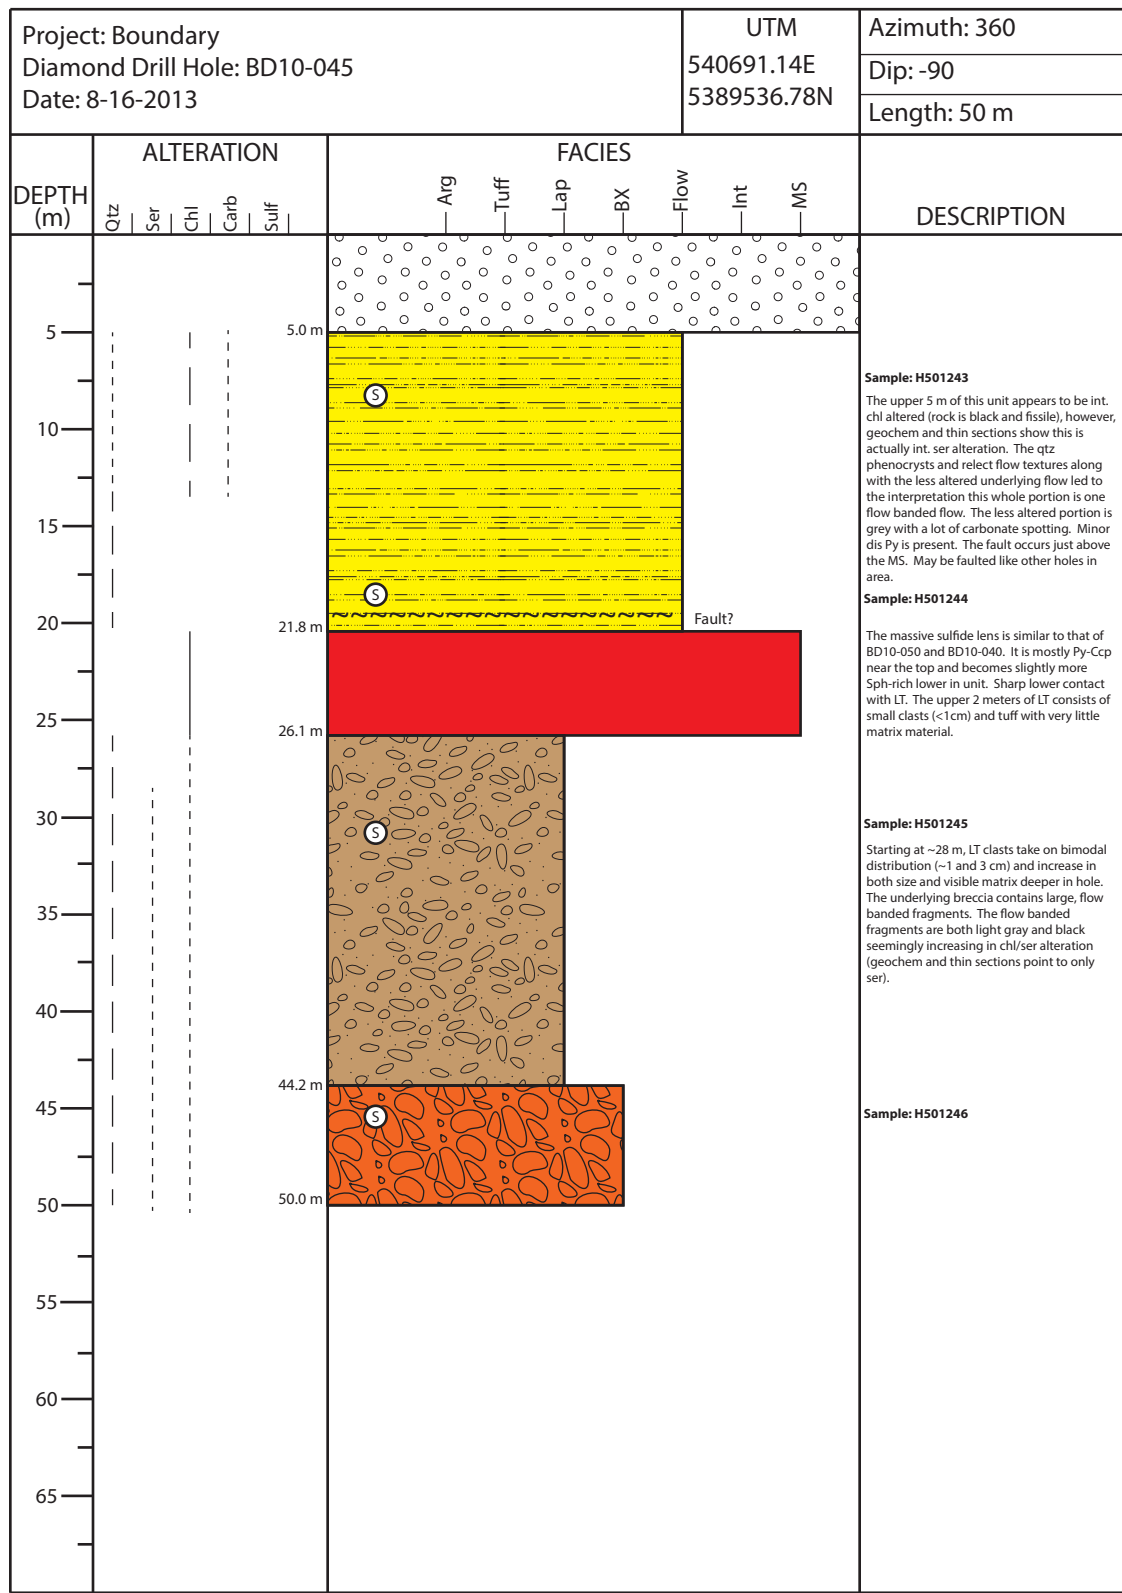 Project: Boundary
Diamond Drill Hole: BD10-045
Date: 8-16-2013
UTM
540691.14E
5389536.78N
Azimuth: 360
Dip: -90
Length: 50 m
DEPTH
(m)
ALTERATION
Qtz
Ser
Chl
Carb
Sulf
FACIES
Arg
Tuff
Lap
BX
Flow
Int
MS
DESCRIPTION
5
10
15
20
25
30
35
40
45
50
55
60
65
5.0 m
21.8 m
26.1 m
44.2 m
50.0 m
S
S
Fault?
S
S
Sample: H501243
The upper 5 m of this unit appears to be int.
chl altered (rock is black and fissile), however,
geochem and thin sections show this is
actually int. ser alteration. The qtz
phenocrysts and relect flow textures along
with the less altered underlying flow led to
the interpretation this whole portion is one
flow banded flow. The less altered portion is
grey with a lot of carbonate spotting. Minor
dis Py is present. The fault occurs just above
the MS. May be faulted like other holes in
area.
Sample: H501244
The massive sulfide lens is similar to that of
BD10-050 and BD10-040. It is mostly Py-Ccp
near the top and becomes slightly more
Sph-rich lower in unit. Sharp lower contact
with LT. The upper 2 meters of LT consists of
small clasts (<1cm) and tuff with very little
matrix material.
Sample: H501245
Starting at ~28 m, LT clasts take on bimodal
distribution (~1 and 3 cm) and increase in
both size and visible matrix deeper in hole.
The underlying breccia contains large, flow
banded fragments. The flow banded
fragments are both light gray and black
seemingly increasing in chl/ser alteration
(geochem and thin sections point to only
ser).
Sample: H501246